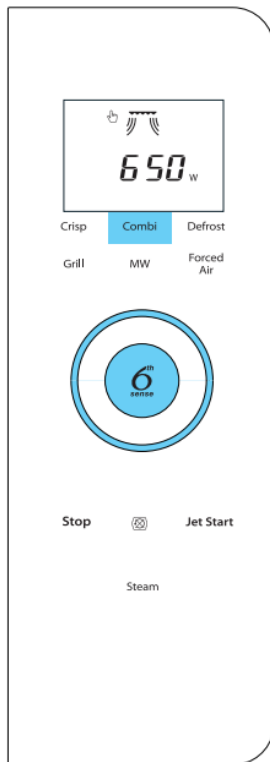 650 W
Crisp Combi Defrost
Grill MW Forced
Air
6th
sense
Stop Jet Start
Steam